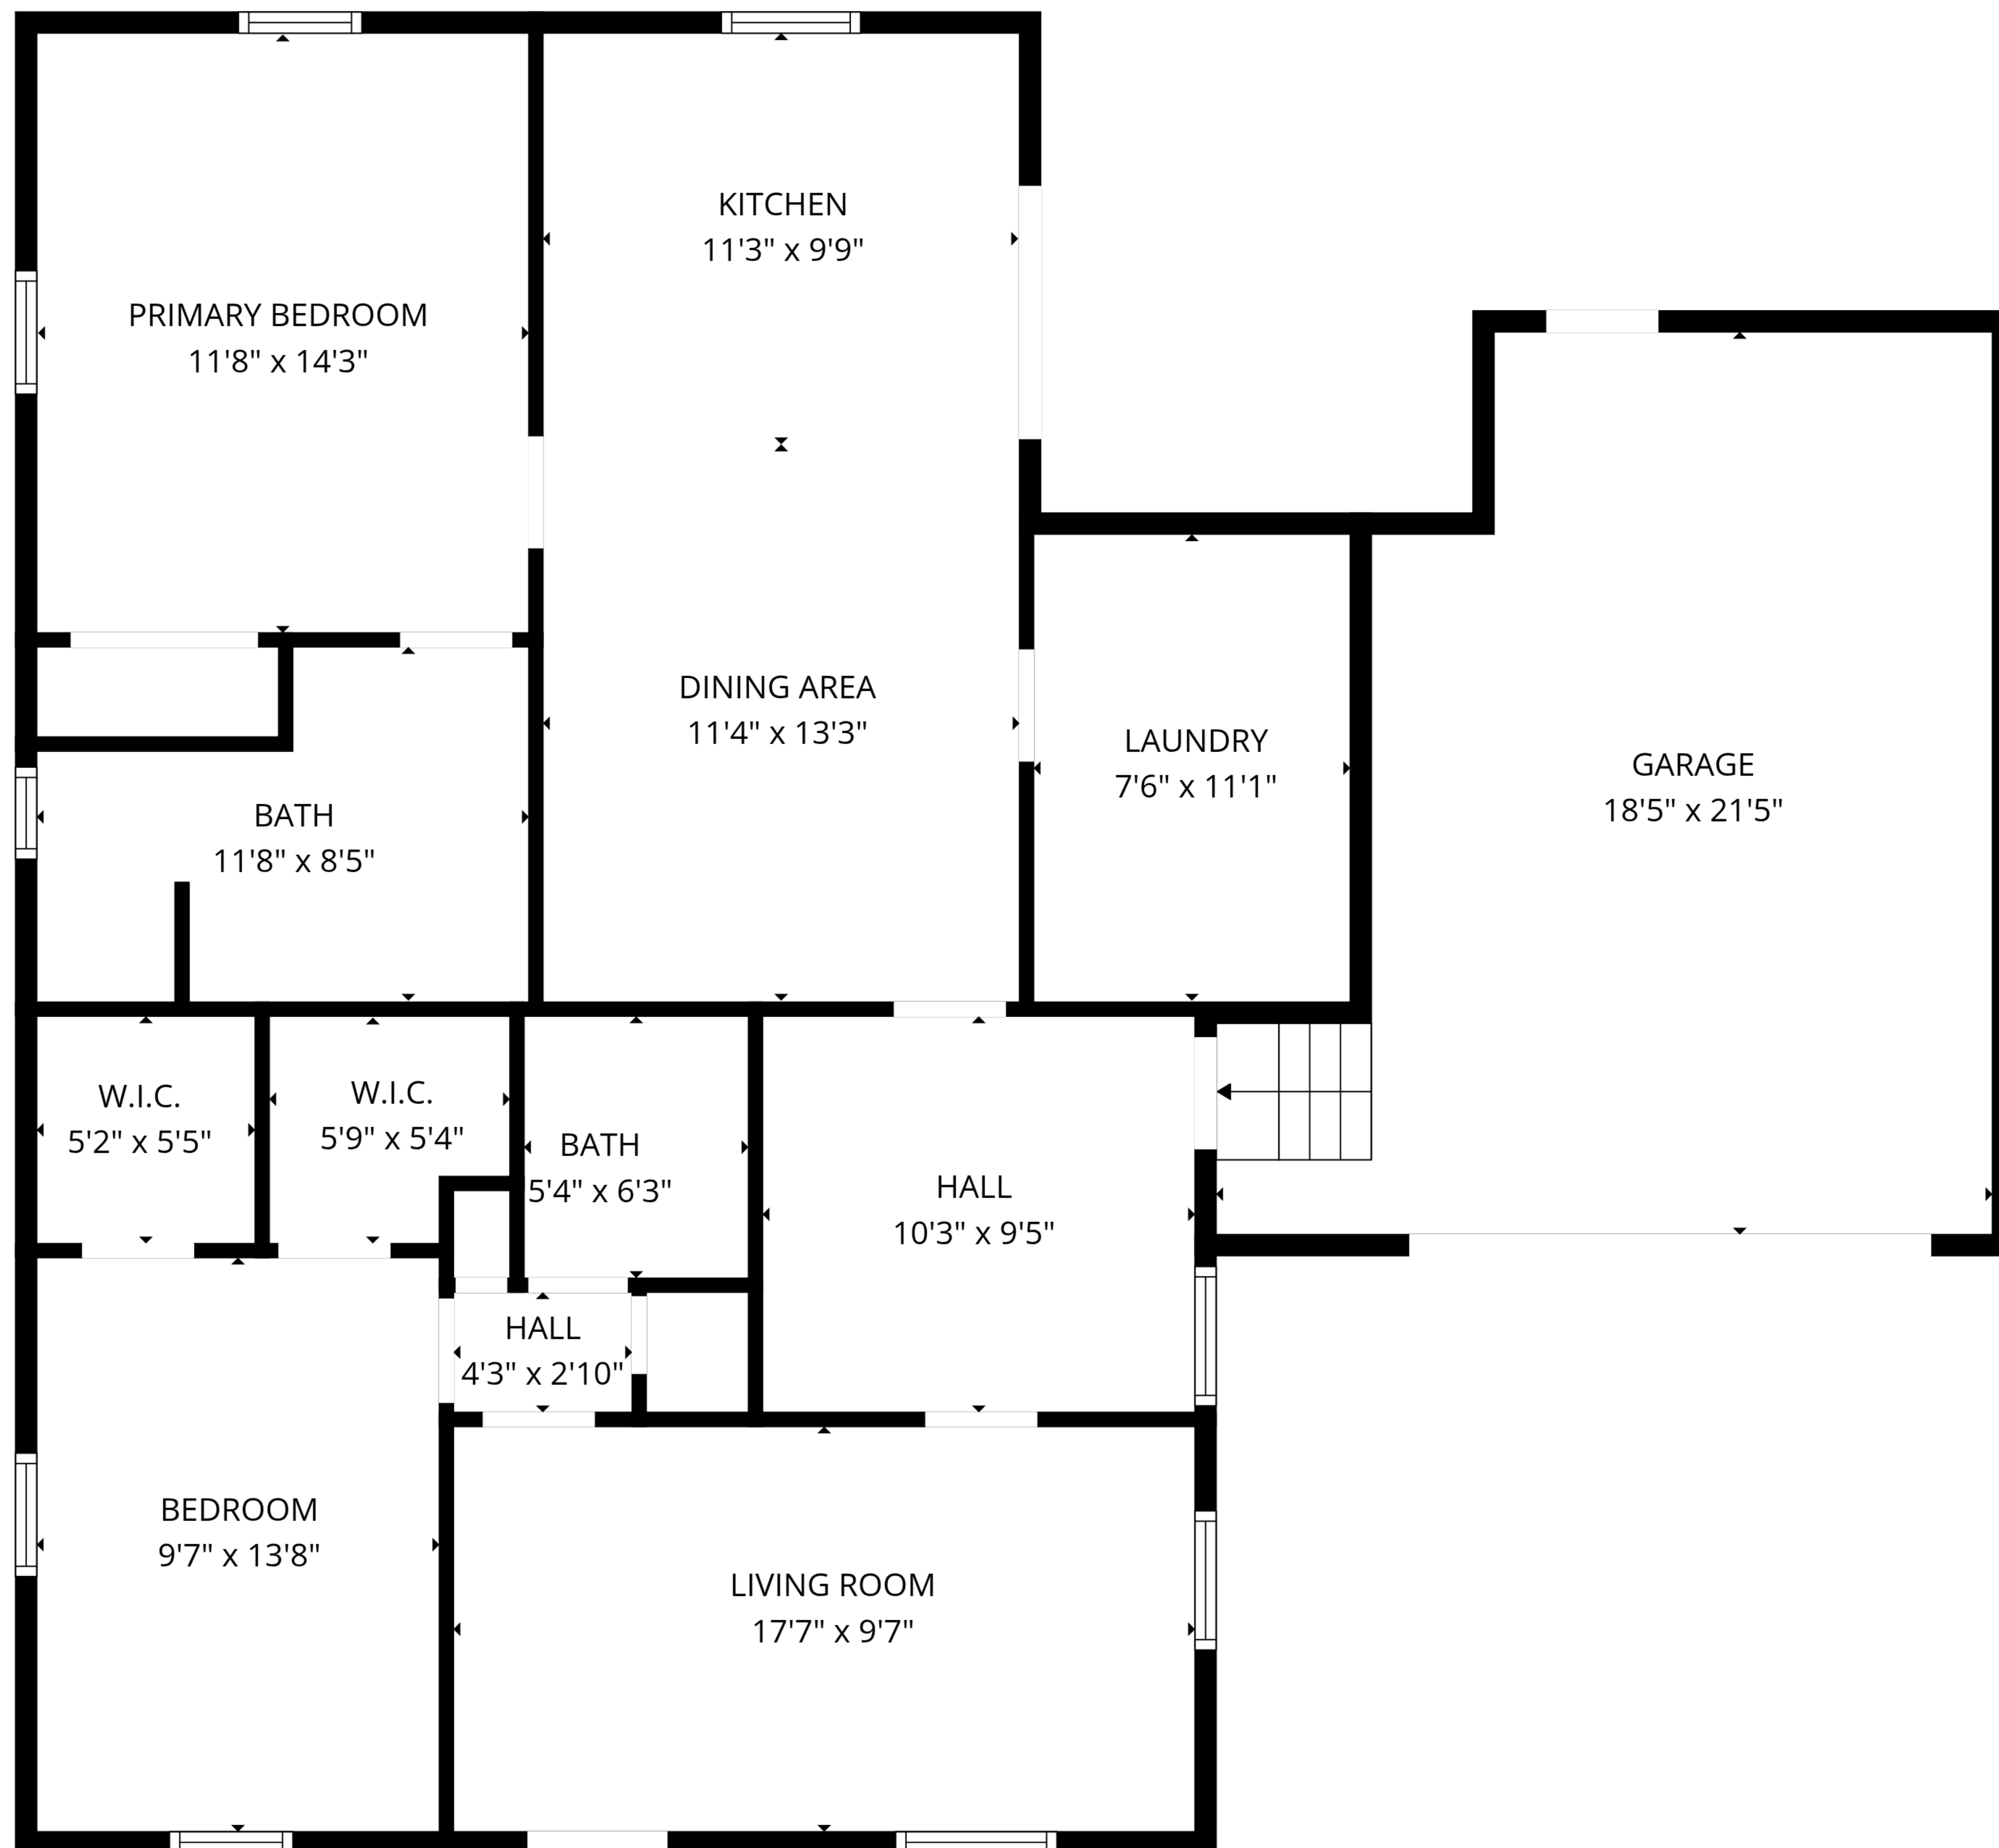 KITCHEN
11'3" x 9'9"
PRIMARY BEDROOM
11'8" x 14'3"
DINING AREA
11'4" x 13'3"
LAUNDRY
7'6" x 11'1"
GARAGE
18'5" x 21'5"
BATH
11'8" x 8'5"
W.I.C.
5'2" x 5'5"
W.I.C.
5'9" x 5'4"
BATH
5'4" x 6'3"
HALL
10'3" x 9'5"
HALL
4'3" x 2'10"
BEDROOM
9'7" x 13'8"
LIVING ROOM
17'7" x 9'7"